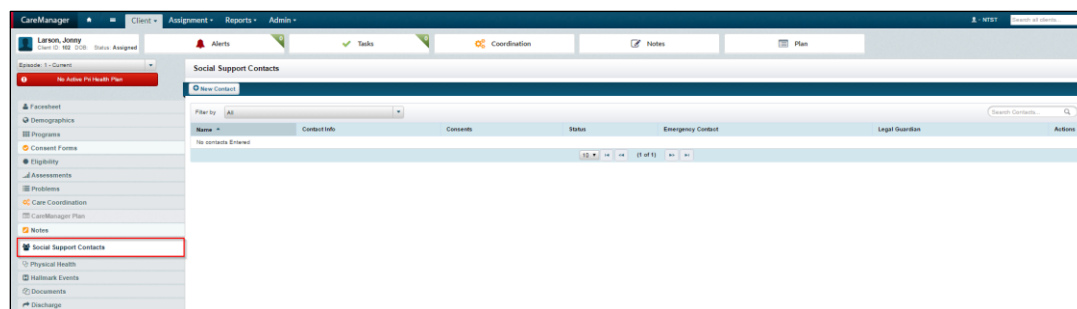 CareManager Client Assignment Reports Admin NTST Search all clients...
Larson, Jonny
Client ID: 102 DOB: Status: Assigned
Alerts 0 Tasks 0 Coordination Notes Plan
Episode: 1 - Current
No Active Pri Health Plan
Social Support Contacts
New Contact
Facesheet
Demographics
Programs
Consent Forms
Eligibility
Assessments
Problems
Care Coordination
CareManager Plan
Notes
Social Support Contacts
Physical Health
Hallmark Events
Documents
Discharge
Filter by All Search Contacts...
Name Contact Info Consents Status Emergency Contact Legal Guardian Actions
No contacts Entered
10 (1 of 1)